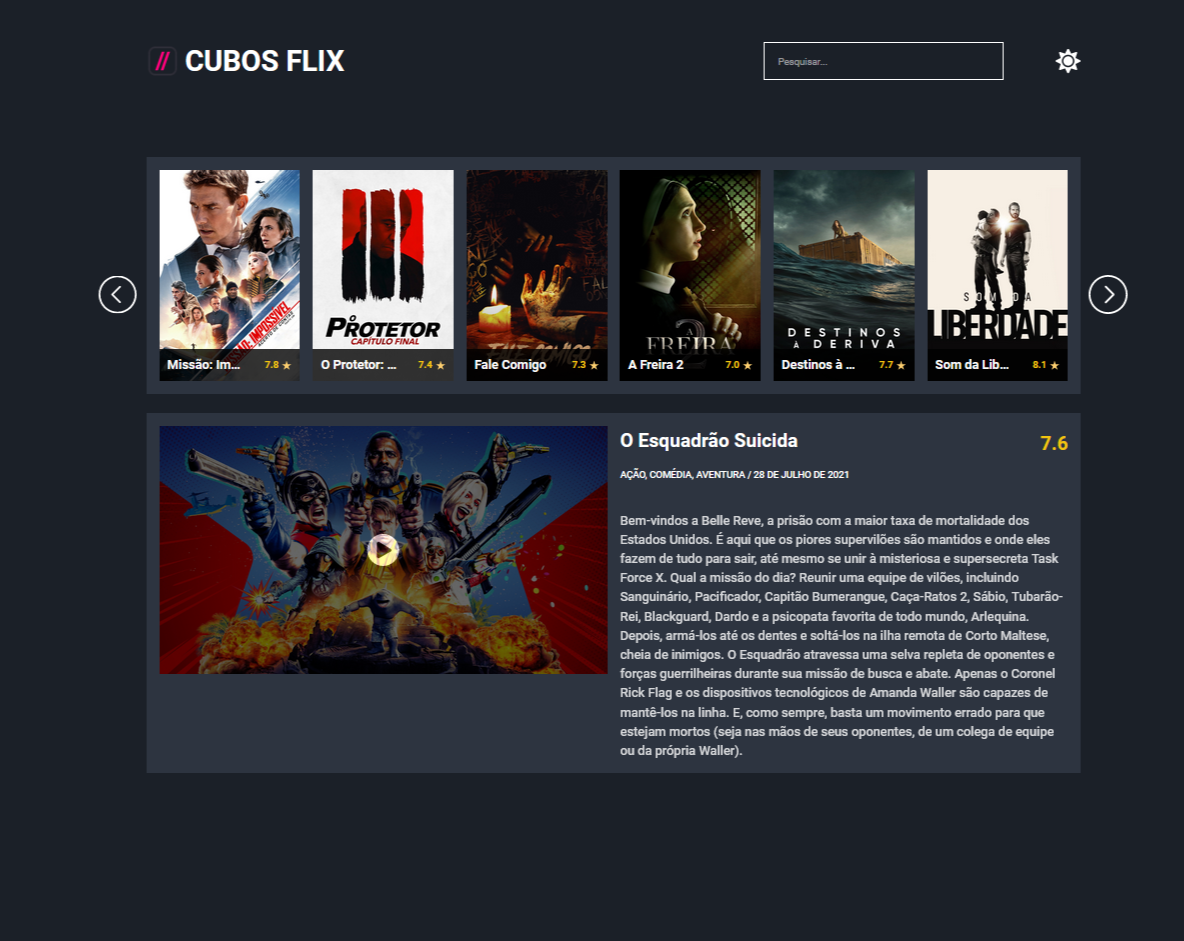 // CUBOS FLIX
Pesquisar...
MISSÃO: IMPOSSÍVEL
O PROTETOR
CAPÍTULO FINAL
FALE COMIGO
A FREIRA 2
DESTINOS
À DERIVA
SOM DA
LIBERDADE
Missão: Im... 7.8 ★
O Protetor: ... 7.4 ★
Fale Comigo 7.3 ★
A Freira 2 7.0 ★
Destinos à ... 7.7 ★
Som da Lib... 8.1 ★
O Esquadrão Suicida 7.6
AÇÃO, COMÉDIA, AVENTURA / 28 DE JULHO DE 2021
Bem-vindos a Belle Reve, a prisão com a maior taxa de mortalidade dos
Estados Unidos. É aqui que os piores supervilões são mantidos e onde eles
fazem de tudo para sair, até mesmo se unir à misteriosa e supersecreta Task
Force X. Qual a missão do dia? Reunir uma equipe de vilões, incluindo
Sanguinário, Pacificador, Capitão Bumerangue, Caça-Ratos 2, Sábio, Tubarão-
Rei, Blackguard, Dardo e a psicopata favorita de todo mundo, Arlequina.
Depois, armá-los até os dentes e soltá-los na ilha remota de Corto Maltese,
cheia de inimigos. O Esquadrão atravessa uma selva repleta de oponentes e
forças guerrilheiras durante sua missão de busca e abate. Apenas o Coronel
Rick Flag e os dispositivos tecnológicos de Amanda Waller são capazes de
mantê-los na linha. E, como sempre, basta um movimento errado para que
estejam mortos (seja nas mãos de seus oponentes, de um colega de equipe
ou da própria Waller).